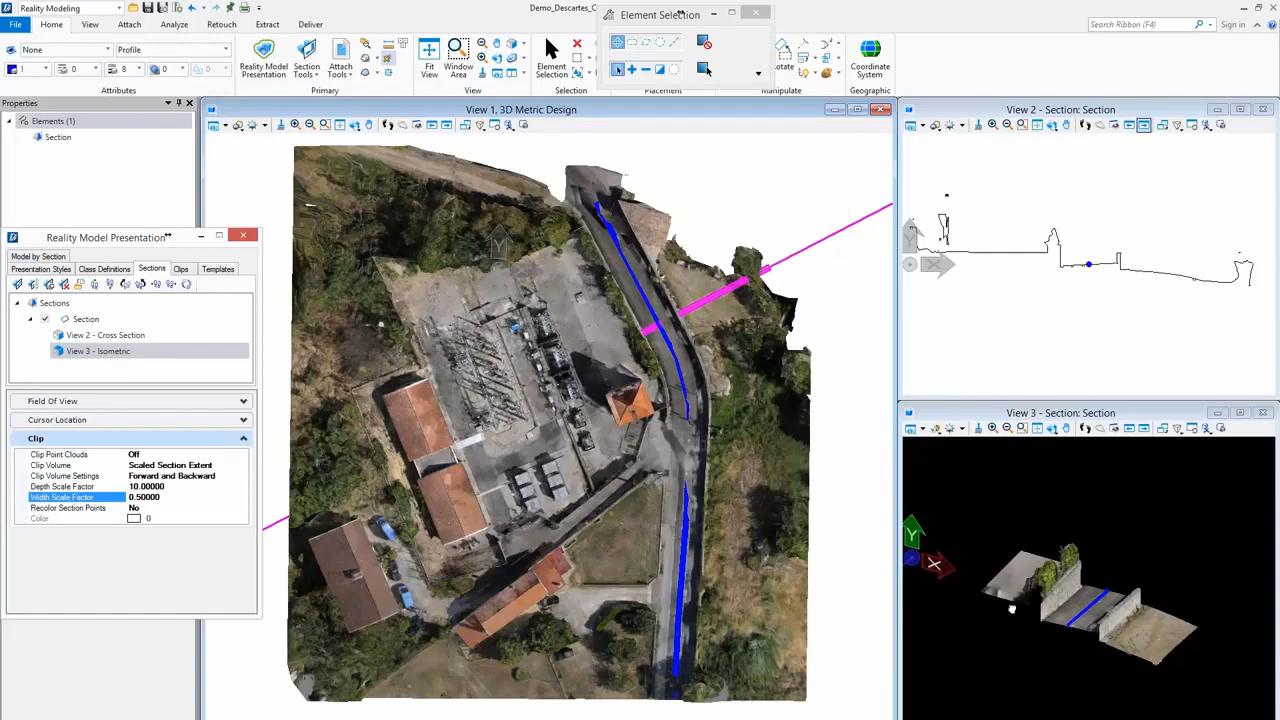 Reality Modeling
Demo_Descartes_C
Element Selection
File
Home
View
Attach
Analyze
Retouch
Reality
Extract
Deliver
Search Ribbon (F4)
Sign in
None
Profile
1
0
8
0
0
Attributes
Reality Model
Presentation
Section
Tools
Attach
Tools
Primary
Fit
View
Window
Area
Element
Selection
Placement
Manipulate
Coordinate
System
Geographic
Properties
Elements (1)
Section
View 1, 3D Metric Design
View 2 - Section: Section
View 3 - Section: Section
Reality Model Presentation
Model by Section
Presentation Styles
Class Definitions
Sections
Clips
Templates
Sections
Section
View 2 - Cross Section
View 3 - Isometric
Field Of View
Cursor Location
Clip
Clip Point Clouds Off
Clip Volume Scaled Section Extent
Clip Volume Settings Forward and Backward
Depth Scale Factor 10.00000
Width Scale Factor 0.50000
Recolor Section Points No
Color 0
Y
X
Y
X
Y
X